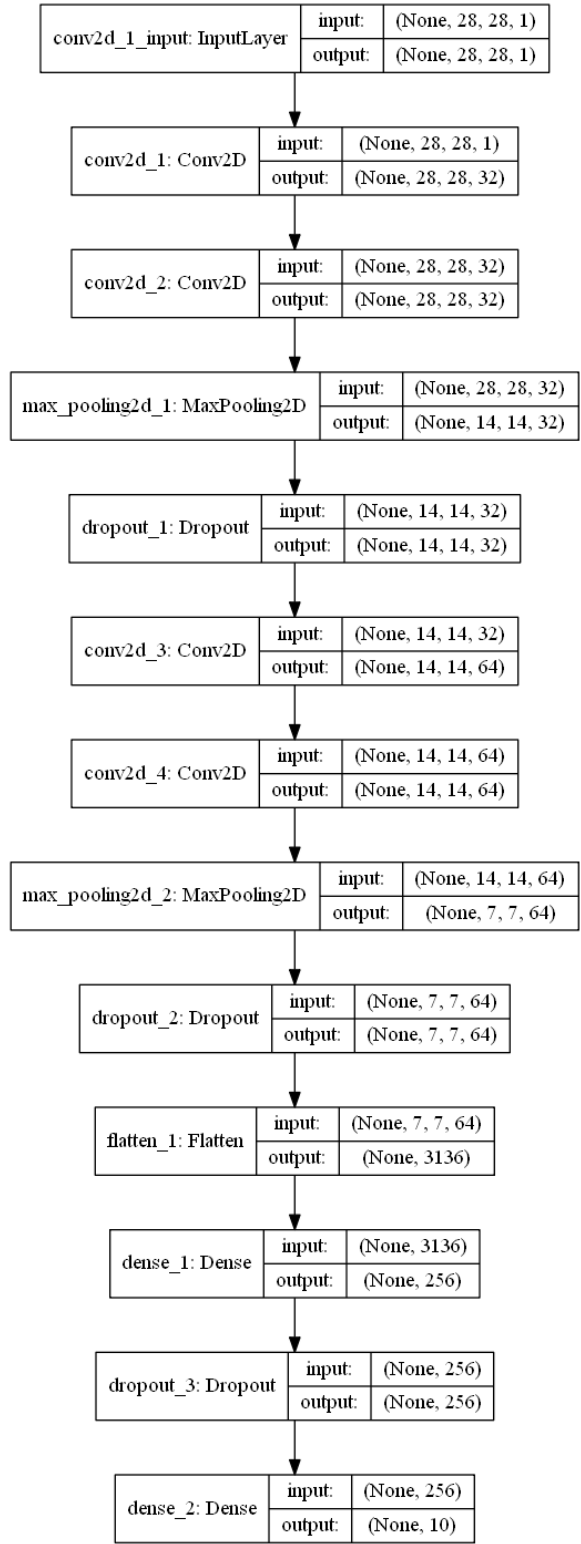 conv2d_1_input: InputLayer
input: (None, 28, 28, 1)
output: (None, 28, 28, 1)
conv2d_1: Conv2D
input: (None, 28, 28, 1)
output: (None, 28, 28, 32)
conv2d_2: Conv2D
input: (None, 28, 28, 32)
output: (None, 28, 28, 32)
max_pooling2d_1: MaxPooling2D
input: (None, 28, 28, 32)
output: (None, 14, 14, 32)
dropout_1: Dropout
input: (None, 14, 14, 32)
output: (None, 14, 14, 32)
conv2d_3: Conv2D
input: (None, 14, 14, 32)
output: (None, 14, 14, 64)
conv2d_4: Conv2D
input: (None, 14, 14, 64)
output: (None, 14, 14, 64)
max_pooling2d_2: MaxPooling2D
input: (None, 14, 14, 64)
output: (None, 7, 7, 64)
dropout_2: Dropout
input: (None, 7, 7, 64)
output: (None, 7, 7, 64)
flatten_1: Flatten
input: (None, 7, 7, 64)
output: (None, 3136)
dense_1: Dense
input: (None, 3136)
output: (None, 256)
dropout_3: Dropout
input: (None, 256)
output: (None, 256)
dense_2: Dense
input: (None, 256)
output: (None, 10)